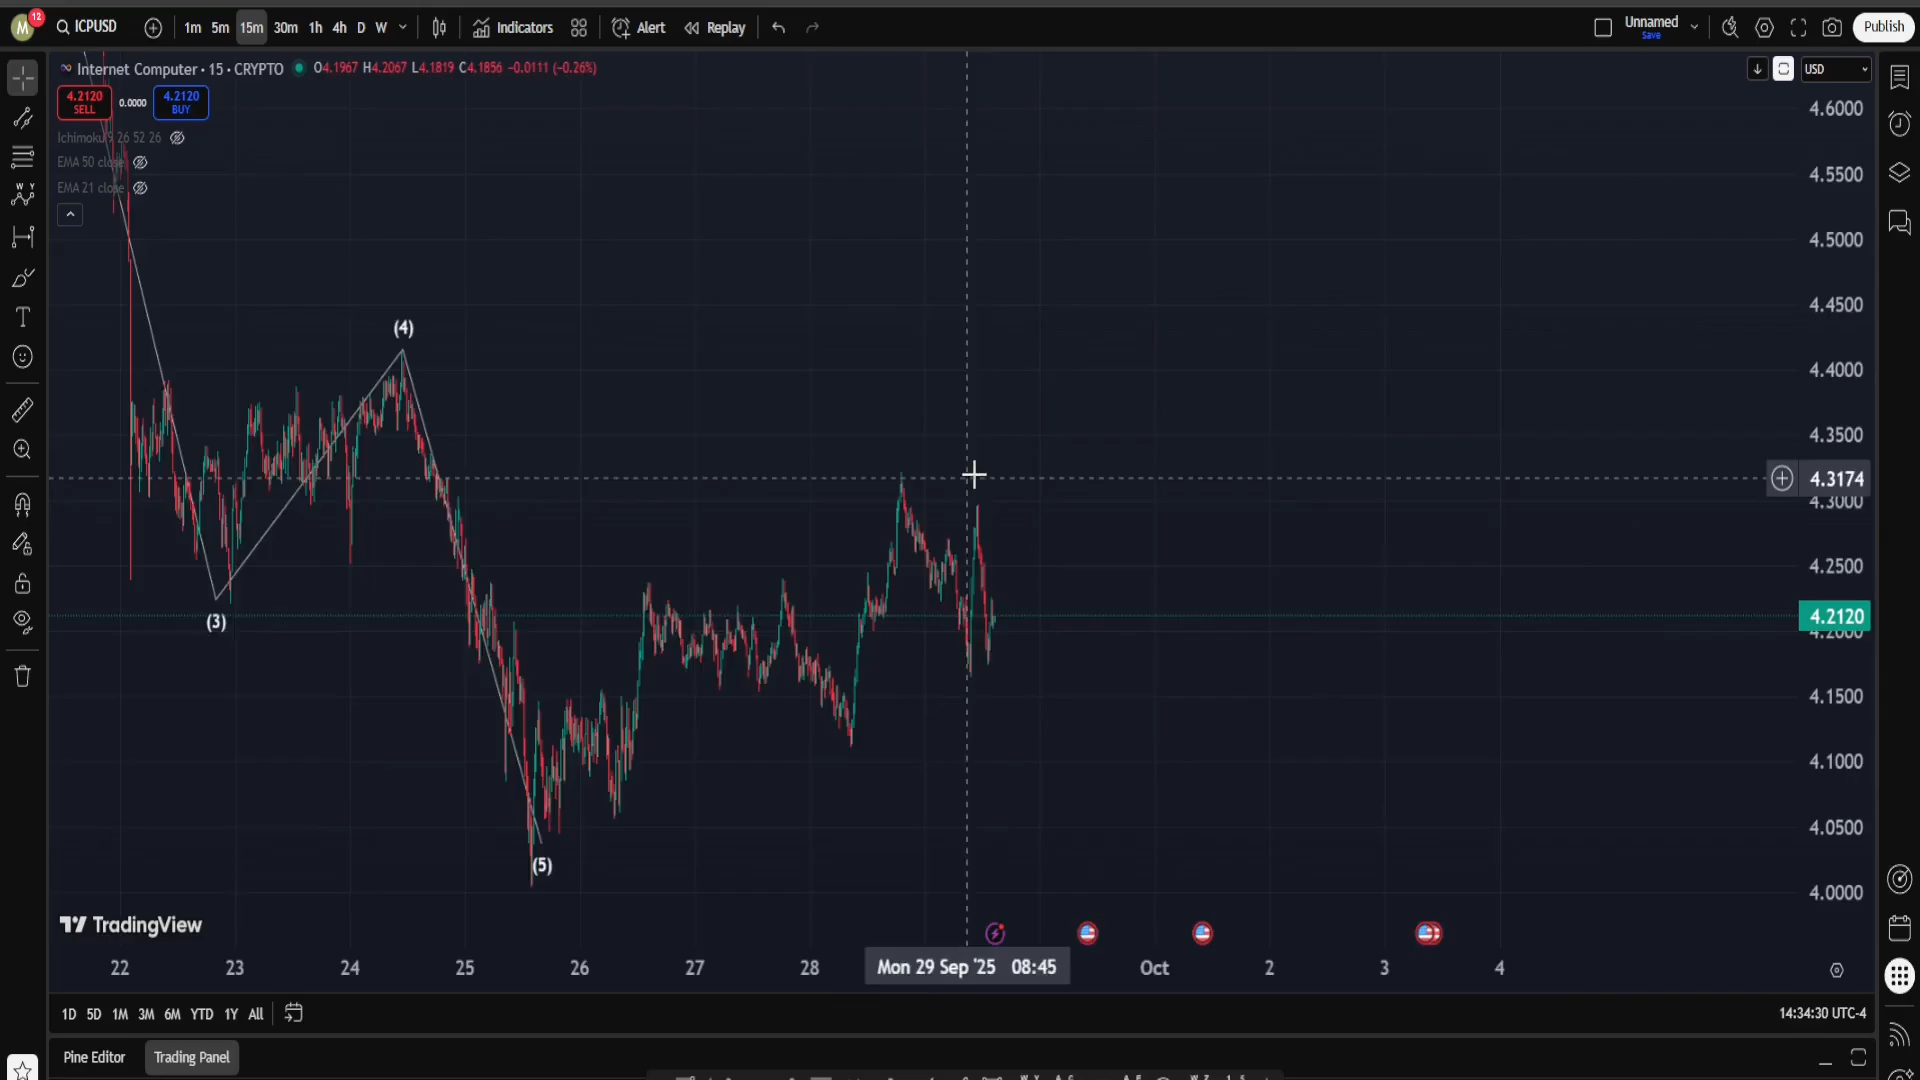 M 12 ICPUSD 1m 5m 15m 30m 1h 4h D W Indicators Alert Replay Unnamed Save Publish
Internet Computer · 15 · CRYPTO O4.1967 H4.2067 L4.1819 C4.1856 −0.0111 (−0.26%) USD
4.2120 SELL 0.0000 4.2120 BUY
Ichimoku 9 26 52 26
EMA 50 close
EMA 21 close
4.6000
4.5500
4.5000
4.4500
4.4000
4.3500
4.3174
4.3000
4.2500
4.2120
4.2000
4.1500
4.1000
4.0500
4.0000
(4)
(3)
(5)
TradingView
22 23 24 25 26 27 28 Mon 29 Sep '25 08:45 Oct 2 3 4
1D 5D 1M 3M 6M YTD 1Y All 14:34:30 UTC-4
Pine Editor Trading Panel